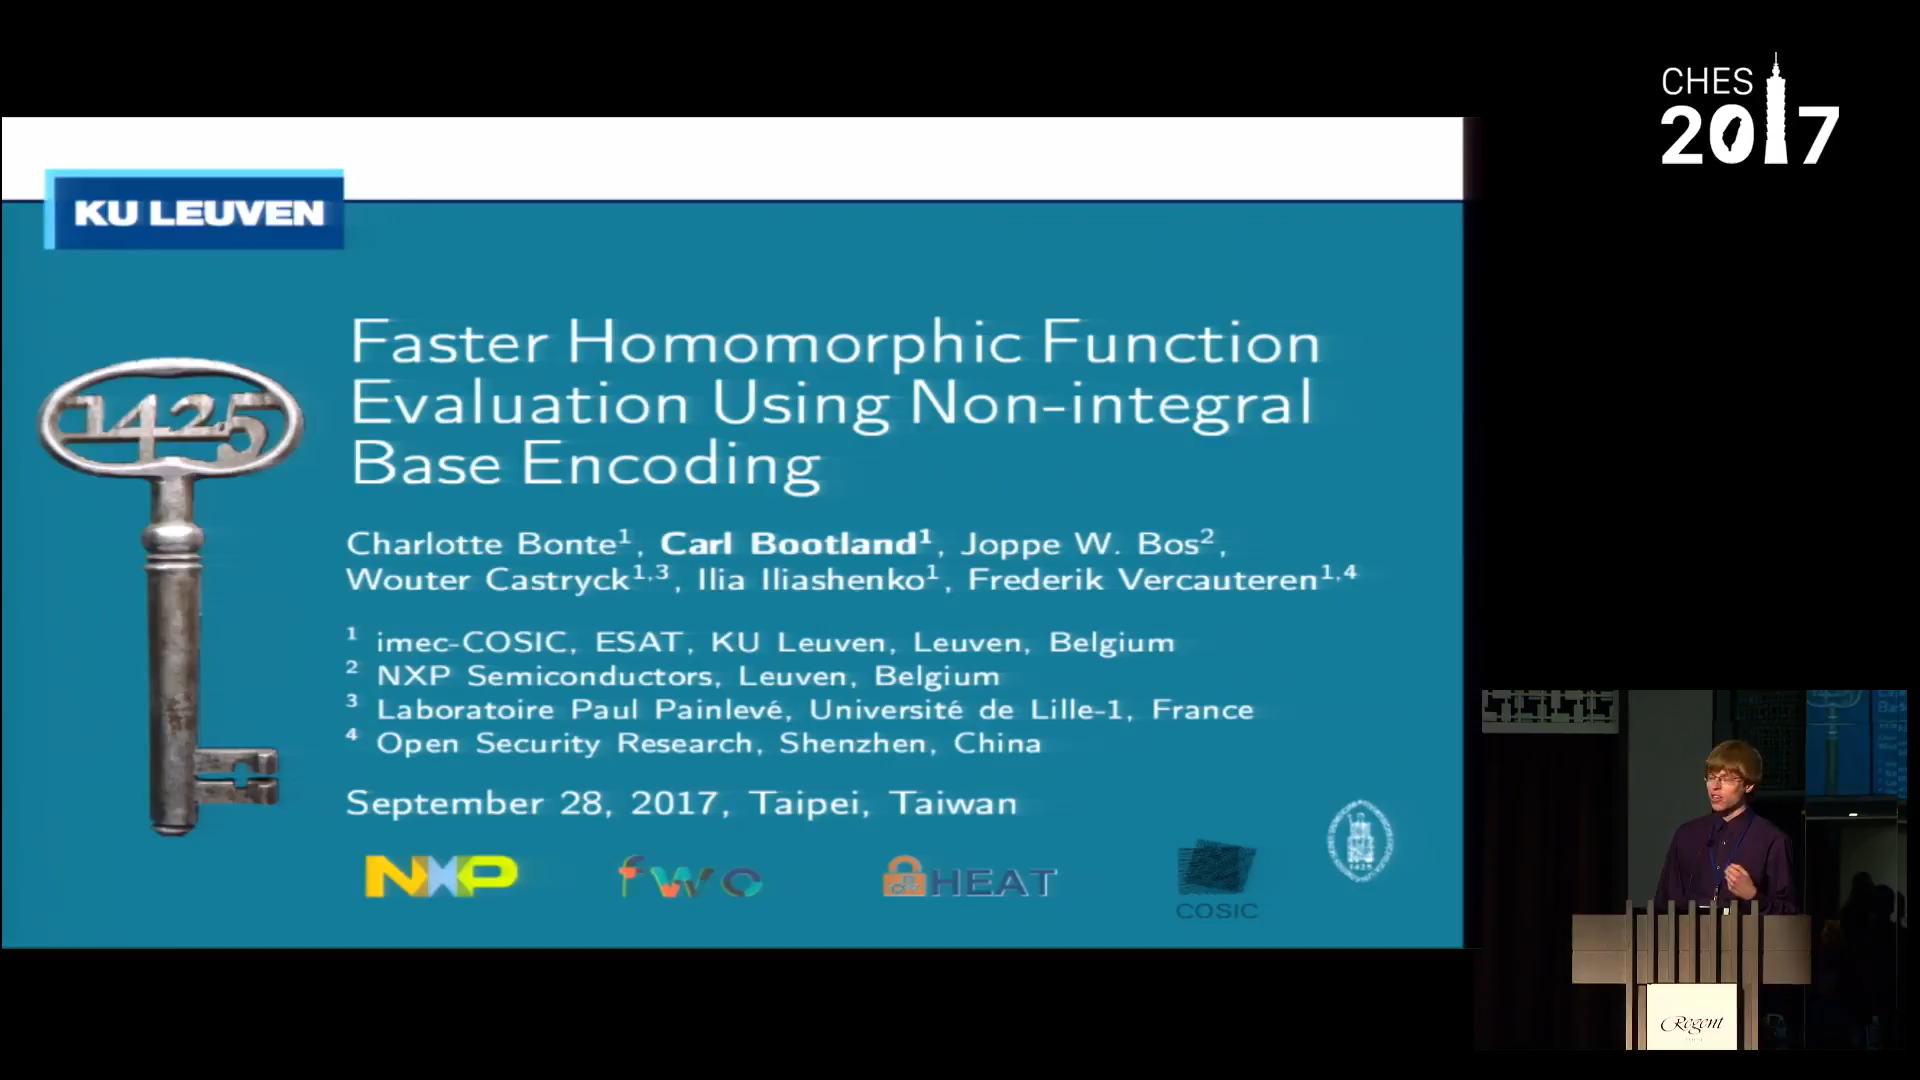 CHES
2017
KU LEUVEN
1425
Faster Homomorphic Function
Evaluation Using Non-integral
Base Encoding
Charlotte Bonte¹, Carl Bootland¹, Joppe W. Bos²,
Wouter Castryck¹,³, Ilia Iliashenko¹, Frederik Vercauteren¹,⁴
¹ imec-COSIC, ESAT, KU Leuven, Leuven, Belgium
² NXP Semiconductors, Leuven, Belgium
³ Laboratoire Paul Painlevé, Université de Lille-1, France
⁴ Open Security Research, Shenzhen, China
September 28, 2017, Taipei, Taiwan
NXP
fwo
HEAT
COSIC
Regent